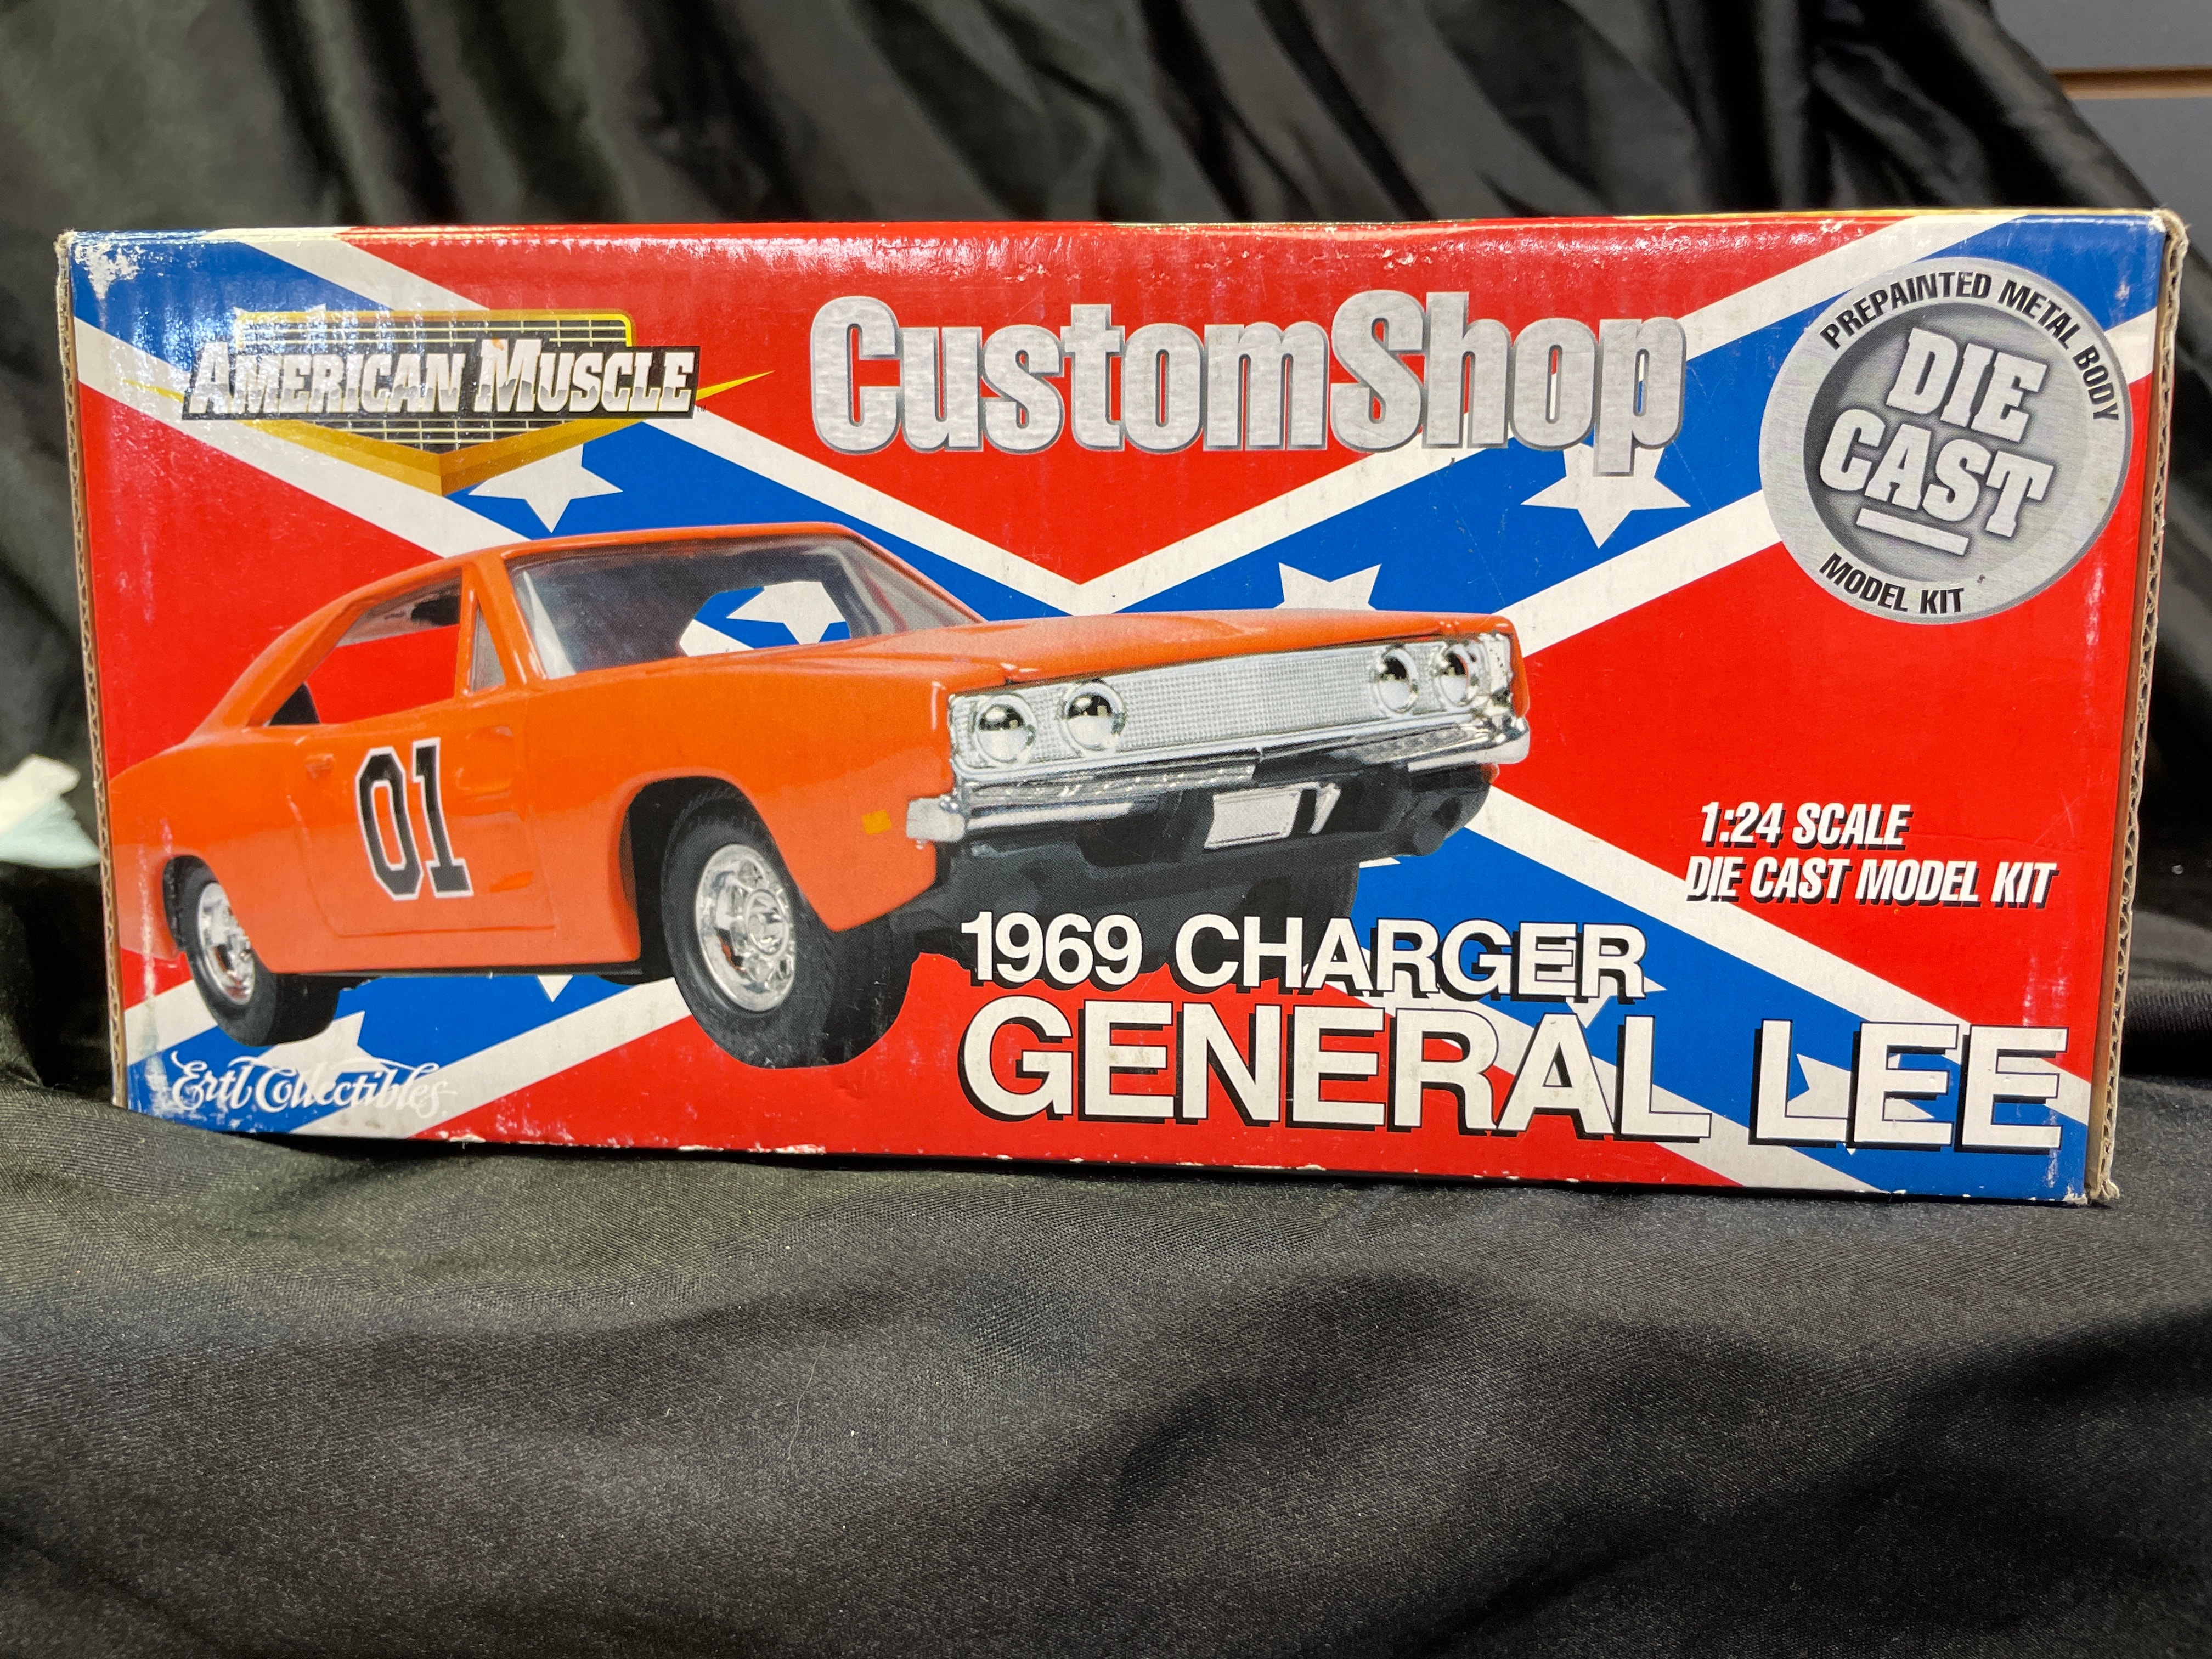 AMERICAN MUSCLE
CustomShop
PREPAINTED METAL BODY
DIE
CAST
MODEL KIT
01
1:24 SCALE
DIE CAST MODEL KIT
1969 CHARGER
GENERAL LEE
Ertl Collectibles